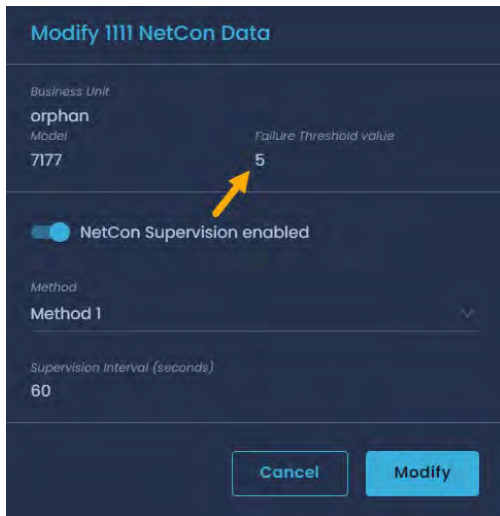 Modify 1111 NetCon Data
Business Unit
orphan
Model Failure Threshold value
7177 5
NetCon Supervision enabled
Method
Method 1
Supervision Interval (seconds)
60
Cancel Modify